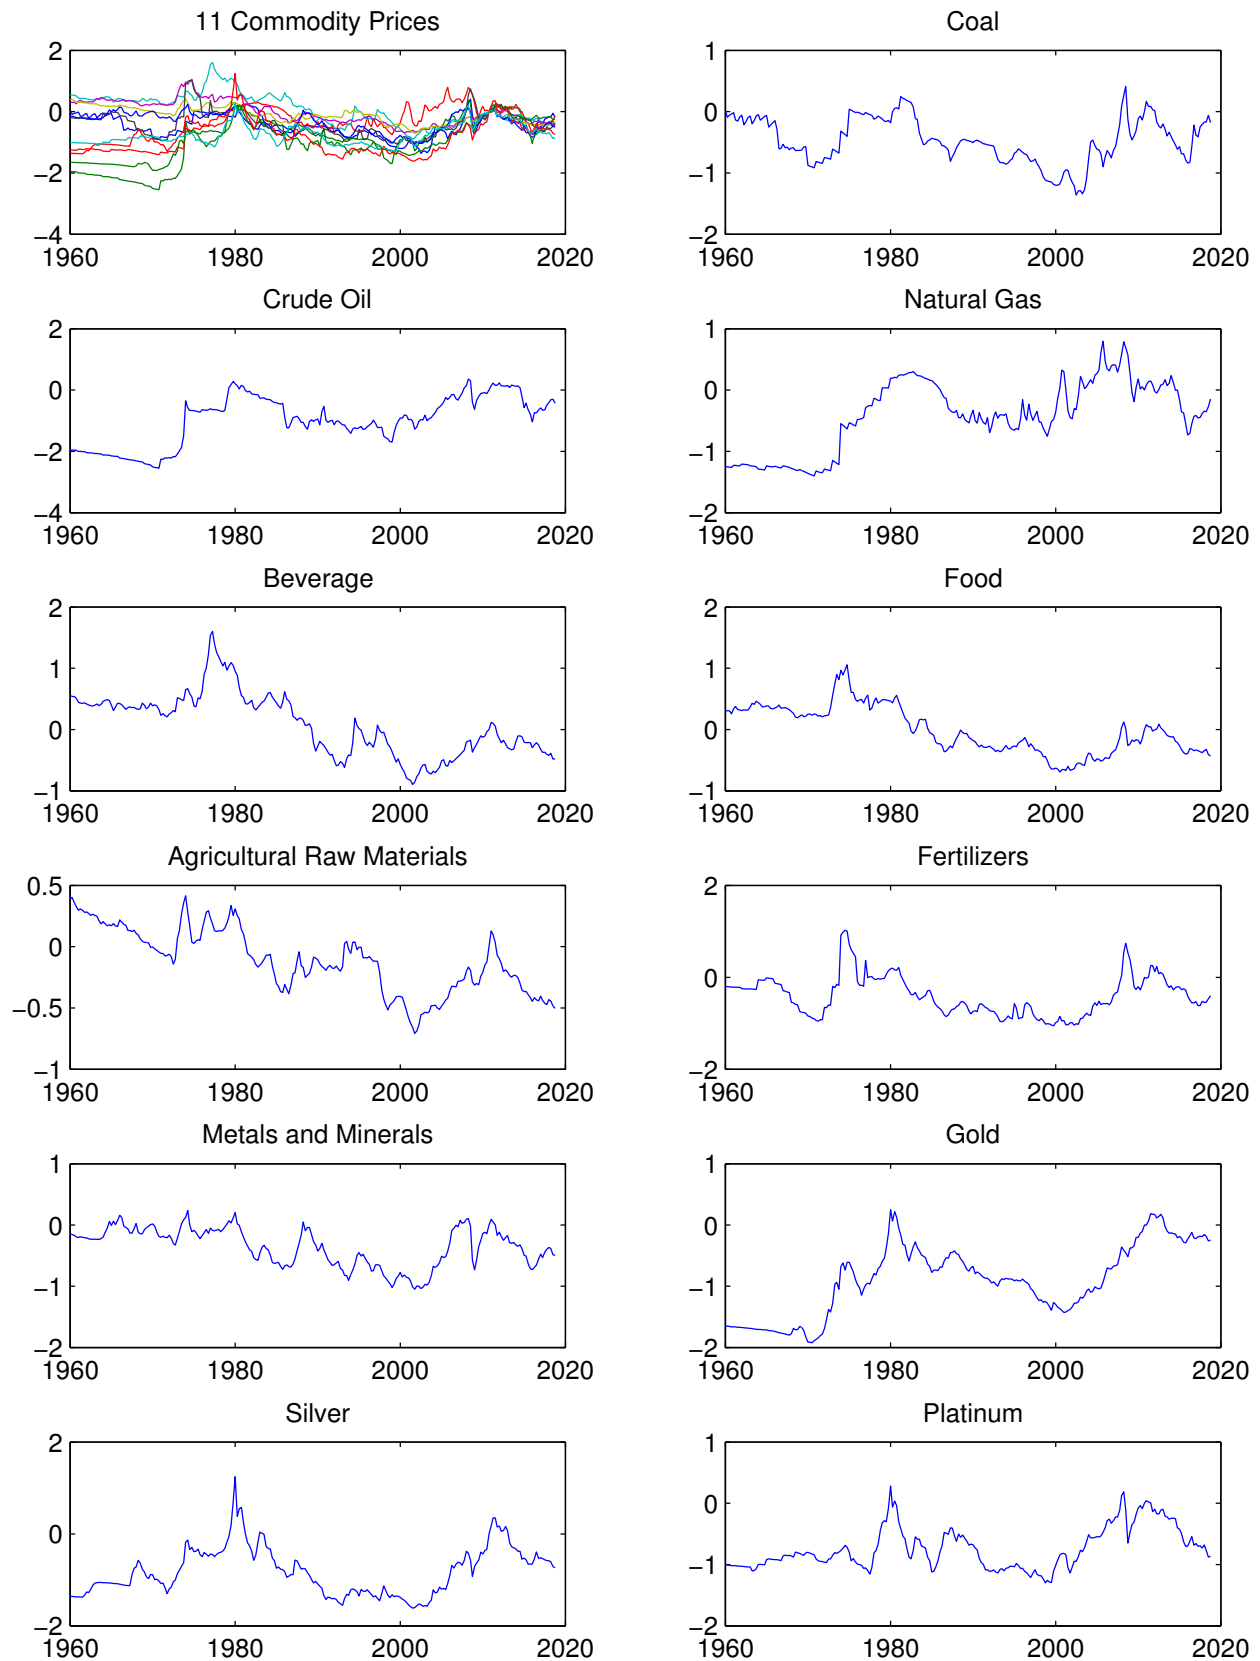 11 Commodity Prices
2
0
−2
−4
1960 1980 2000 2020
Coal
1
0
−1
−2
1960 1980 2000 2020
Crude Oil
2
0
−2
−4
1960 1980 2000 2020
Natural Gas
1
0
−1
−2
1960 1980 2000 2020
Beverage
2
1
0
−1
1960 1980 2000 2020
Food
2
1
0
−1
1960 1980 2000 2020
Agricultural Raw Materials
0.5
0
−0.5
−1
1960 1980 2000 2020
Fertilizers
2
0
−2
1960 1980 2000 2020
Metals and Minerals
1
0
−1
−2
1960 1980 2000 2020
Gold
1
0
−1
−2
1960 1980 2000 2020
Silver
2
0
−2
1960 1980 2000 2020
Platinum
1
0
−1
−2
1960 1980 2000 2020